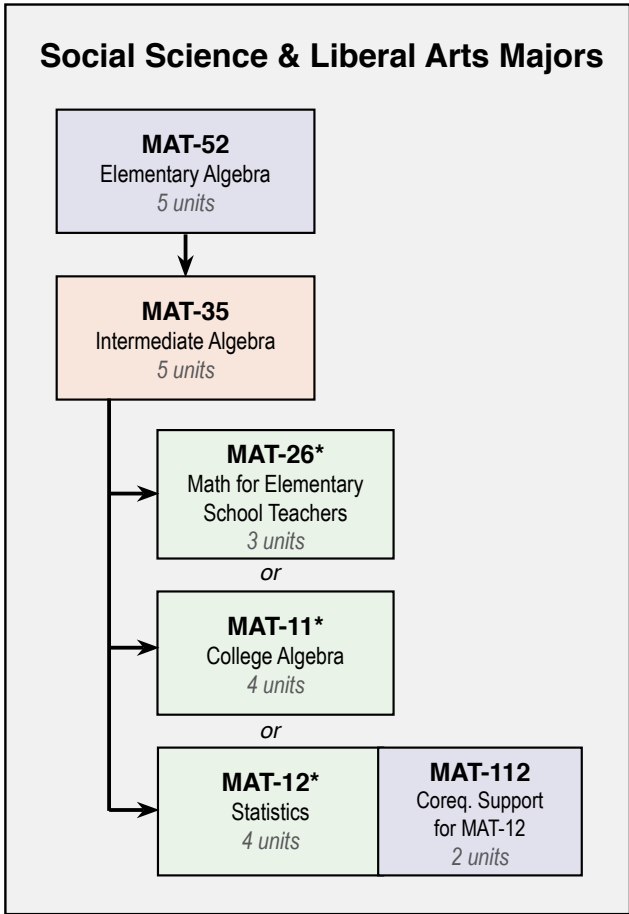 Social Science & Liberal Arts Majors
MAT-52
Elementary Algebra
5 units
MAT-35
Intermediate Algebra
5 units
MAT-26*
Math for Elementary
School Teachers
3 units
or
MAT-11*
College Algebra
4 units
or
MAT-12*
Statistics
4 units
MAT-112
Coreq. Support
for MAT-12
2 units